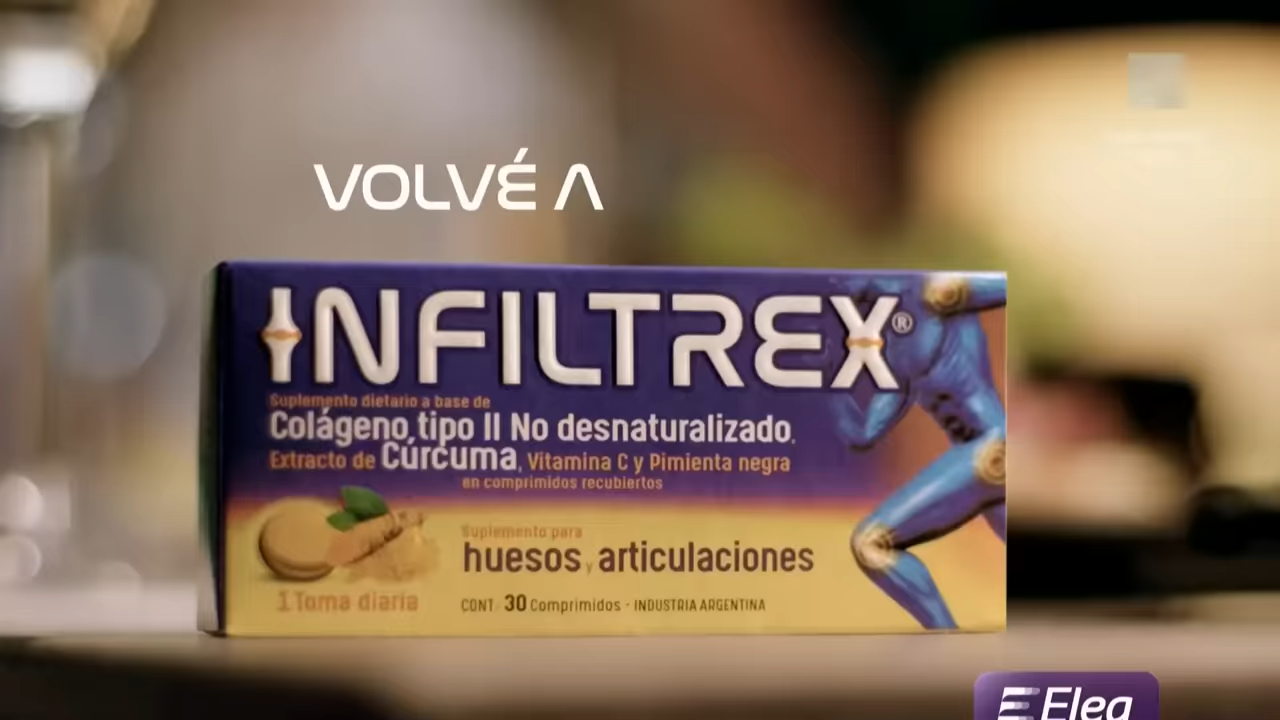 VOLVÉ A
INFILTREX®
Suplemento dietario a base de
Colágeno tipo II No desnaturalizado,
Extracto de Cúrcuma, Vitamina C y Pimienta negra
en comprimidos recubiertos
Suplemento para
huesos y articulaciones
1 Toma diaria
CONT: 30 Comprimidos - INDUSTRIA ARGENTINA
Elea